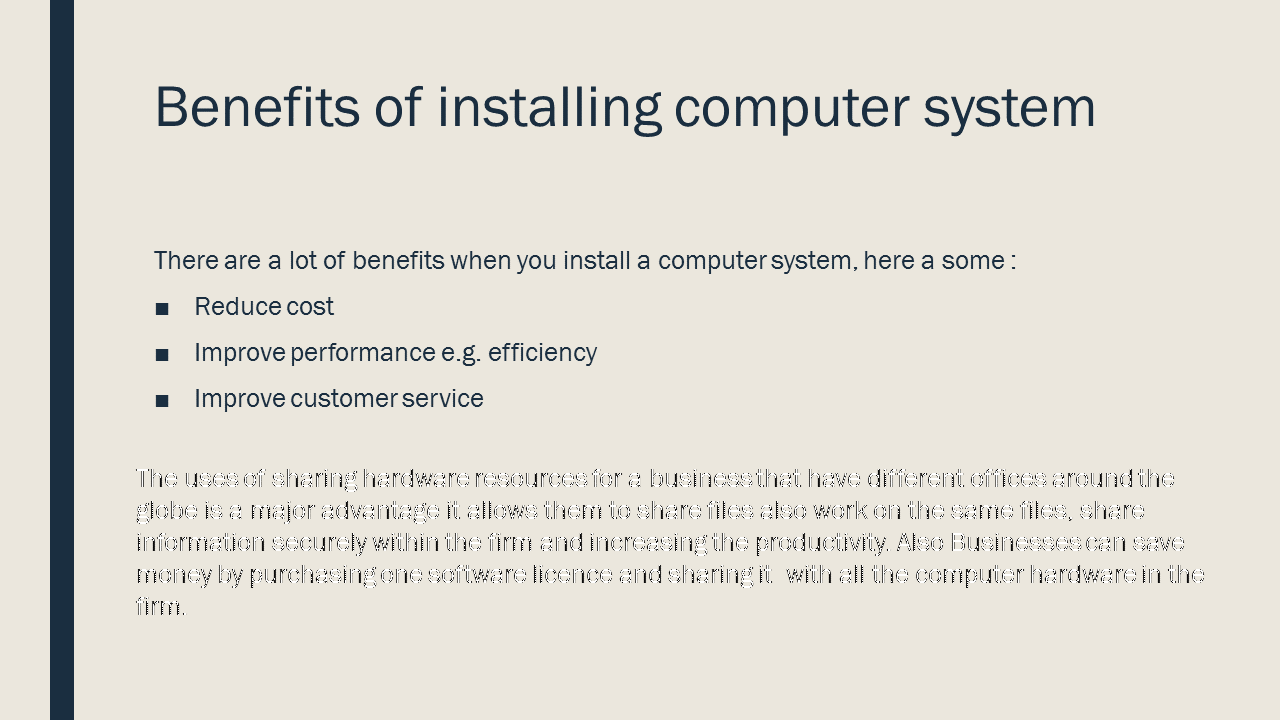 Benefits of installing computer system
There are a lot of benefits when you install a computer system, here a some :
■ Reduce cost
■ Improve performance e.g. efficiency
■ Improve customer service
The uses of sharing hardware resources for a business that have different offices around the
globe is a major advantage it allows them to share files also work on the same files, share
information securely within the firm and increasing the productivity. Also Businesses can save
money by purchasing one software licence and sharing it with all the computer hardware in the
firm.